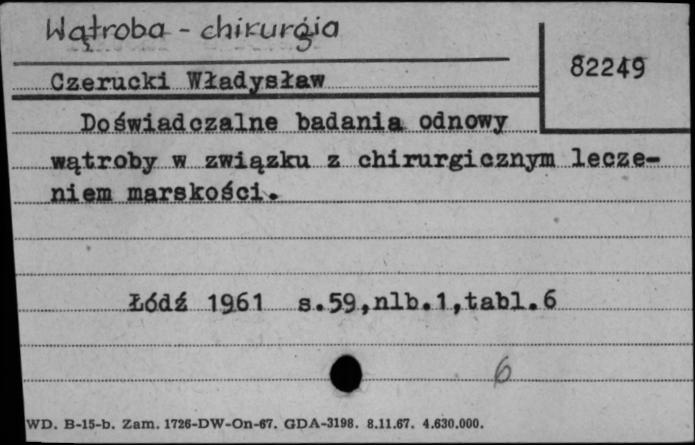 Wątroba - chirurgia
82249
Czerucki Władysław
Doświadczalne badania odnowy
wątroby w związku z chirurgicznym lecze-
niem marskości.
Łódź 1961 s.59,nlb.1,tabl.6
6
WD. B-15-b. Zam. 1726-DW-On-67. GDA-3198. 8.11.67. 4.630.000.